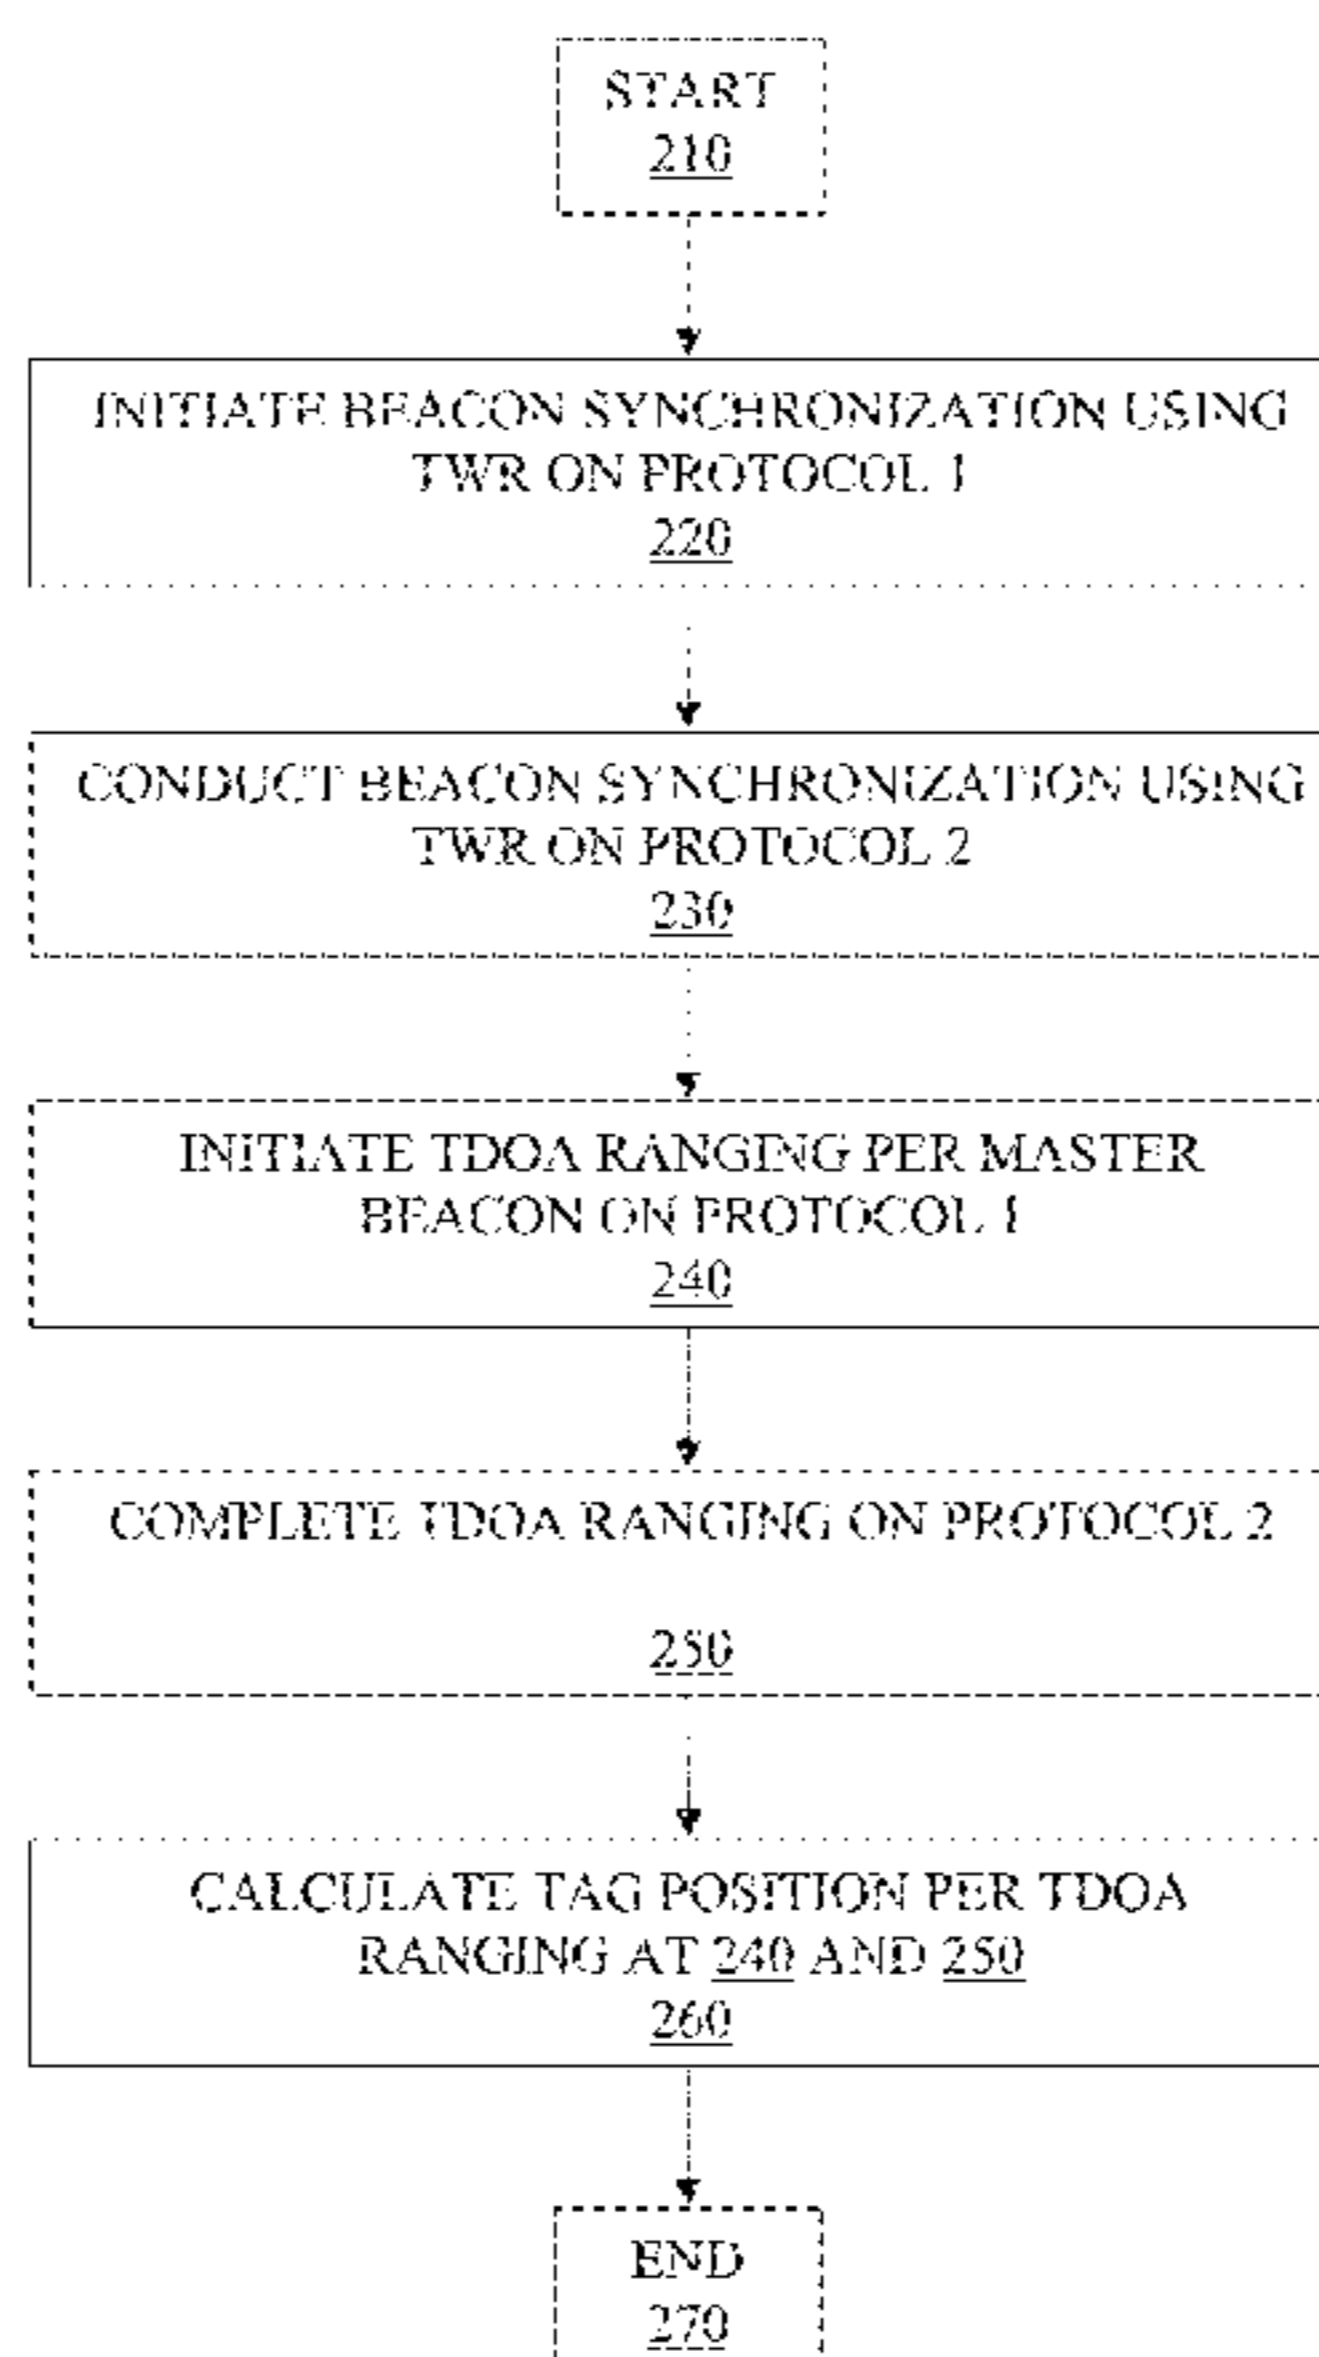 START
210
INITIATE BEACON SYNCHRONIZATION USING
TWR ON PROTOCOL 1
220
CONDUCT BEACON SYNCHRONIZATION USING
TWR ON PROTOCOL 2
230
INITIATE TDOA RANGING PER MASTER
BEACON ON PROTOCOL 1
240
COMPLETE TDOA RANGING ON PROTOCOL 2
250
CALCULATE TAG POSITION PER TDOA
RANGING AT 240 AND 250
260
END
270